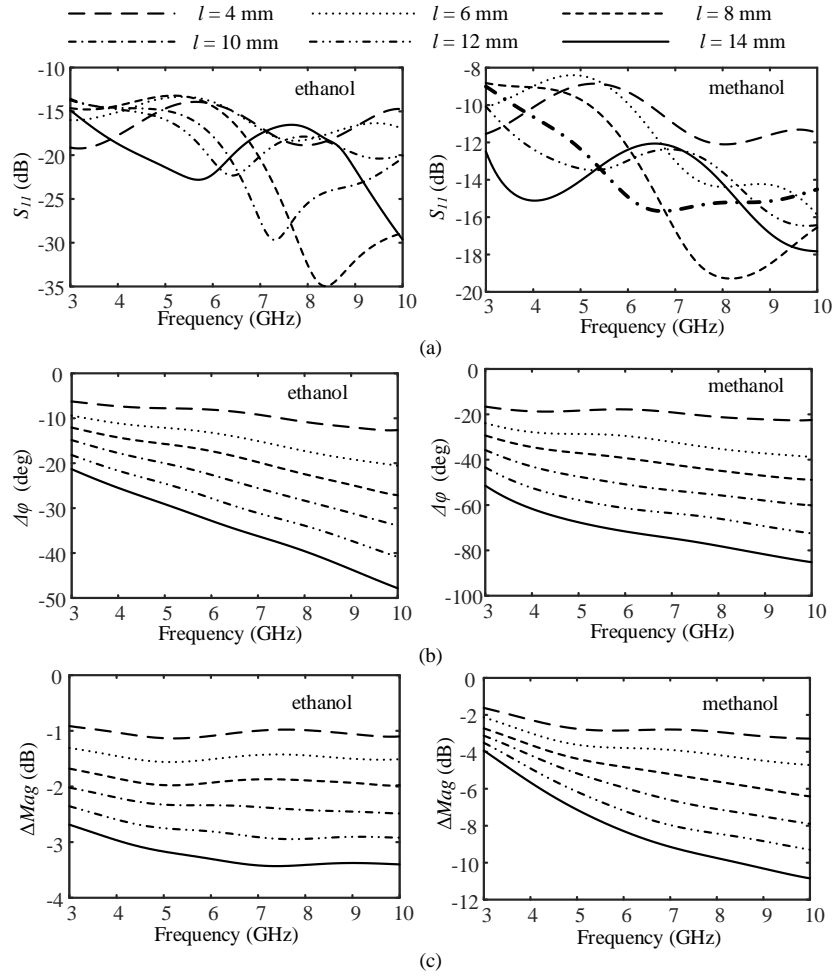 l = 4 mm l = 6 mm l = 8 mm
l = 10 mm l = 12 mm l = 14 mm
-10
-15
-20
-25
-30
-35
S11 (dB)
ethanol
3 4 5 6 7 8 9 10
Frequency (GHz)
-8
-10
-12
-14
-16
-18
-20
S11 (dB)
methanol
3 4 5 6 7 8 9 10
Frequency (GHz)
(a)
0
-10
-20
-30
-40
-50
Δφ (deg)
ethanol
3 4 5 6 7 8 9 10
Frequency (GHz)
0
-20
-40
-60
-80
-100
Δφ (deg)
methanol
3 4 5 6 7 8 9 10
Frequency (GHz)
(b)
0
-1
-2
-3
-4
ΔMag (dB)
ethanol
3 4 5 6 7 8 9 10
Frequency (GHz)
0
-2
-4
-6
-8
-10
-12
ΔMag (dB)
methanol
3 4 5 6 7 8 9 10
Frequency (GHz)
(c)